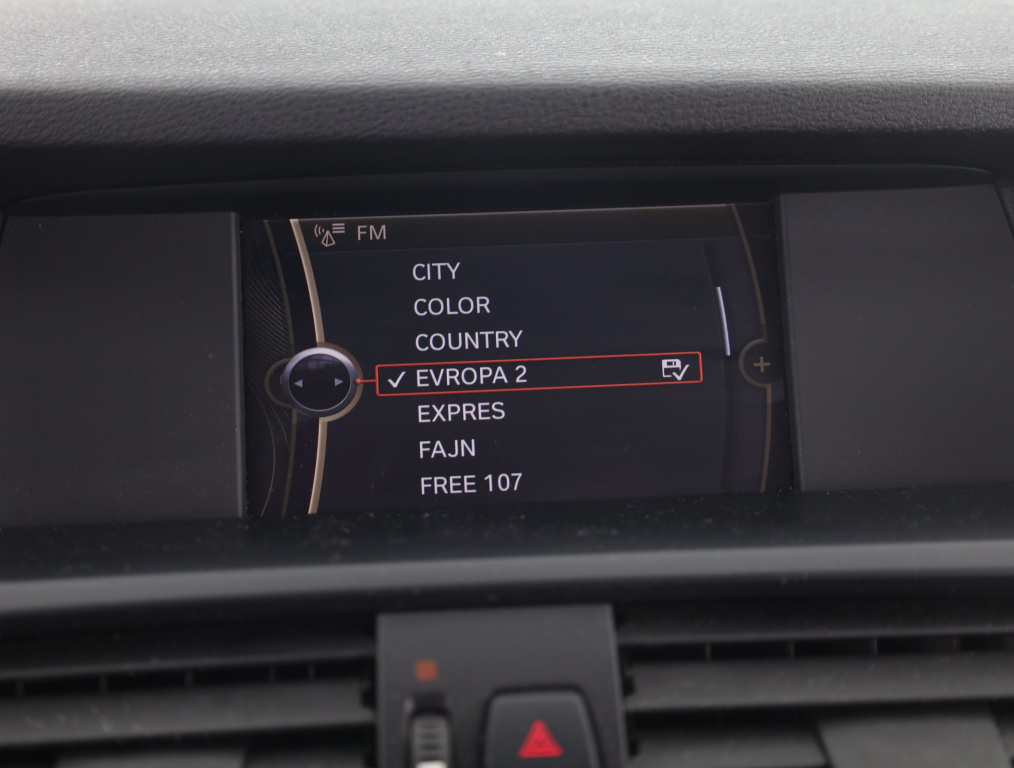 FM
CITY
COLOR
COUNTRY
EVROPA 2
EXPRES
FAJN
FREE 107